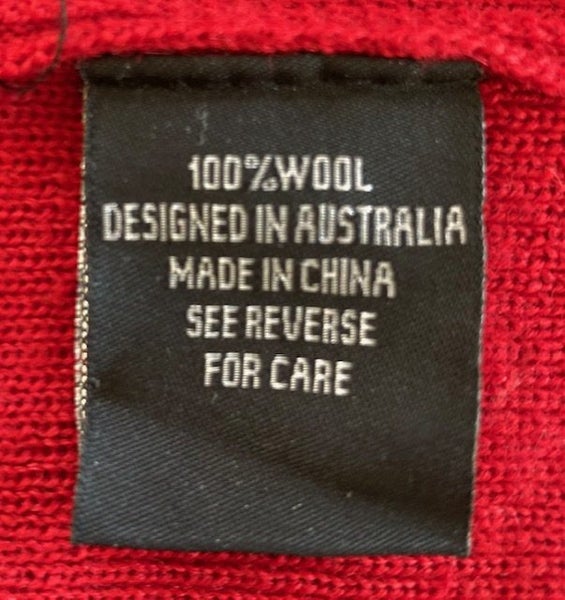 100%WOOL
DESIGNED IN AUSTRALIA
MADE IN CHINA
SEE REVERSE
FOR CARE